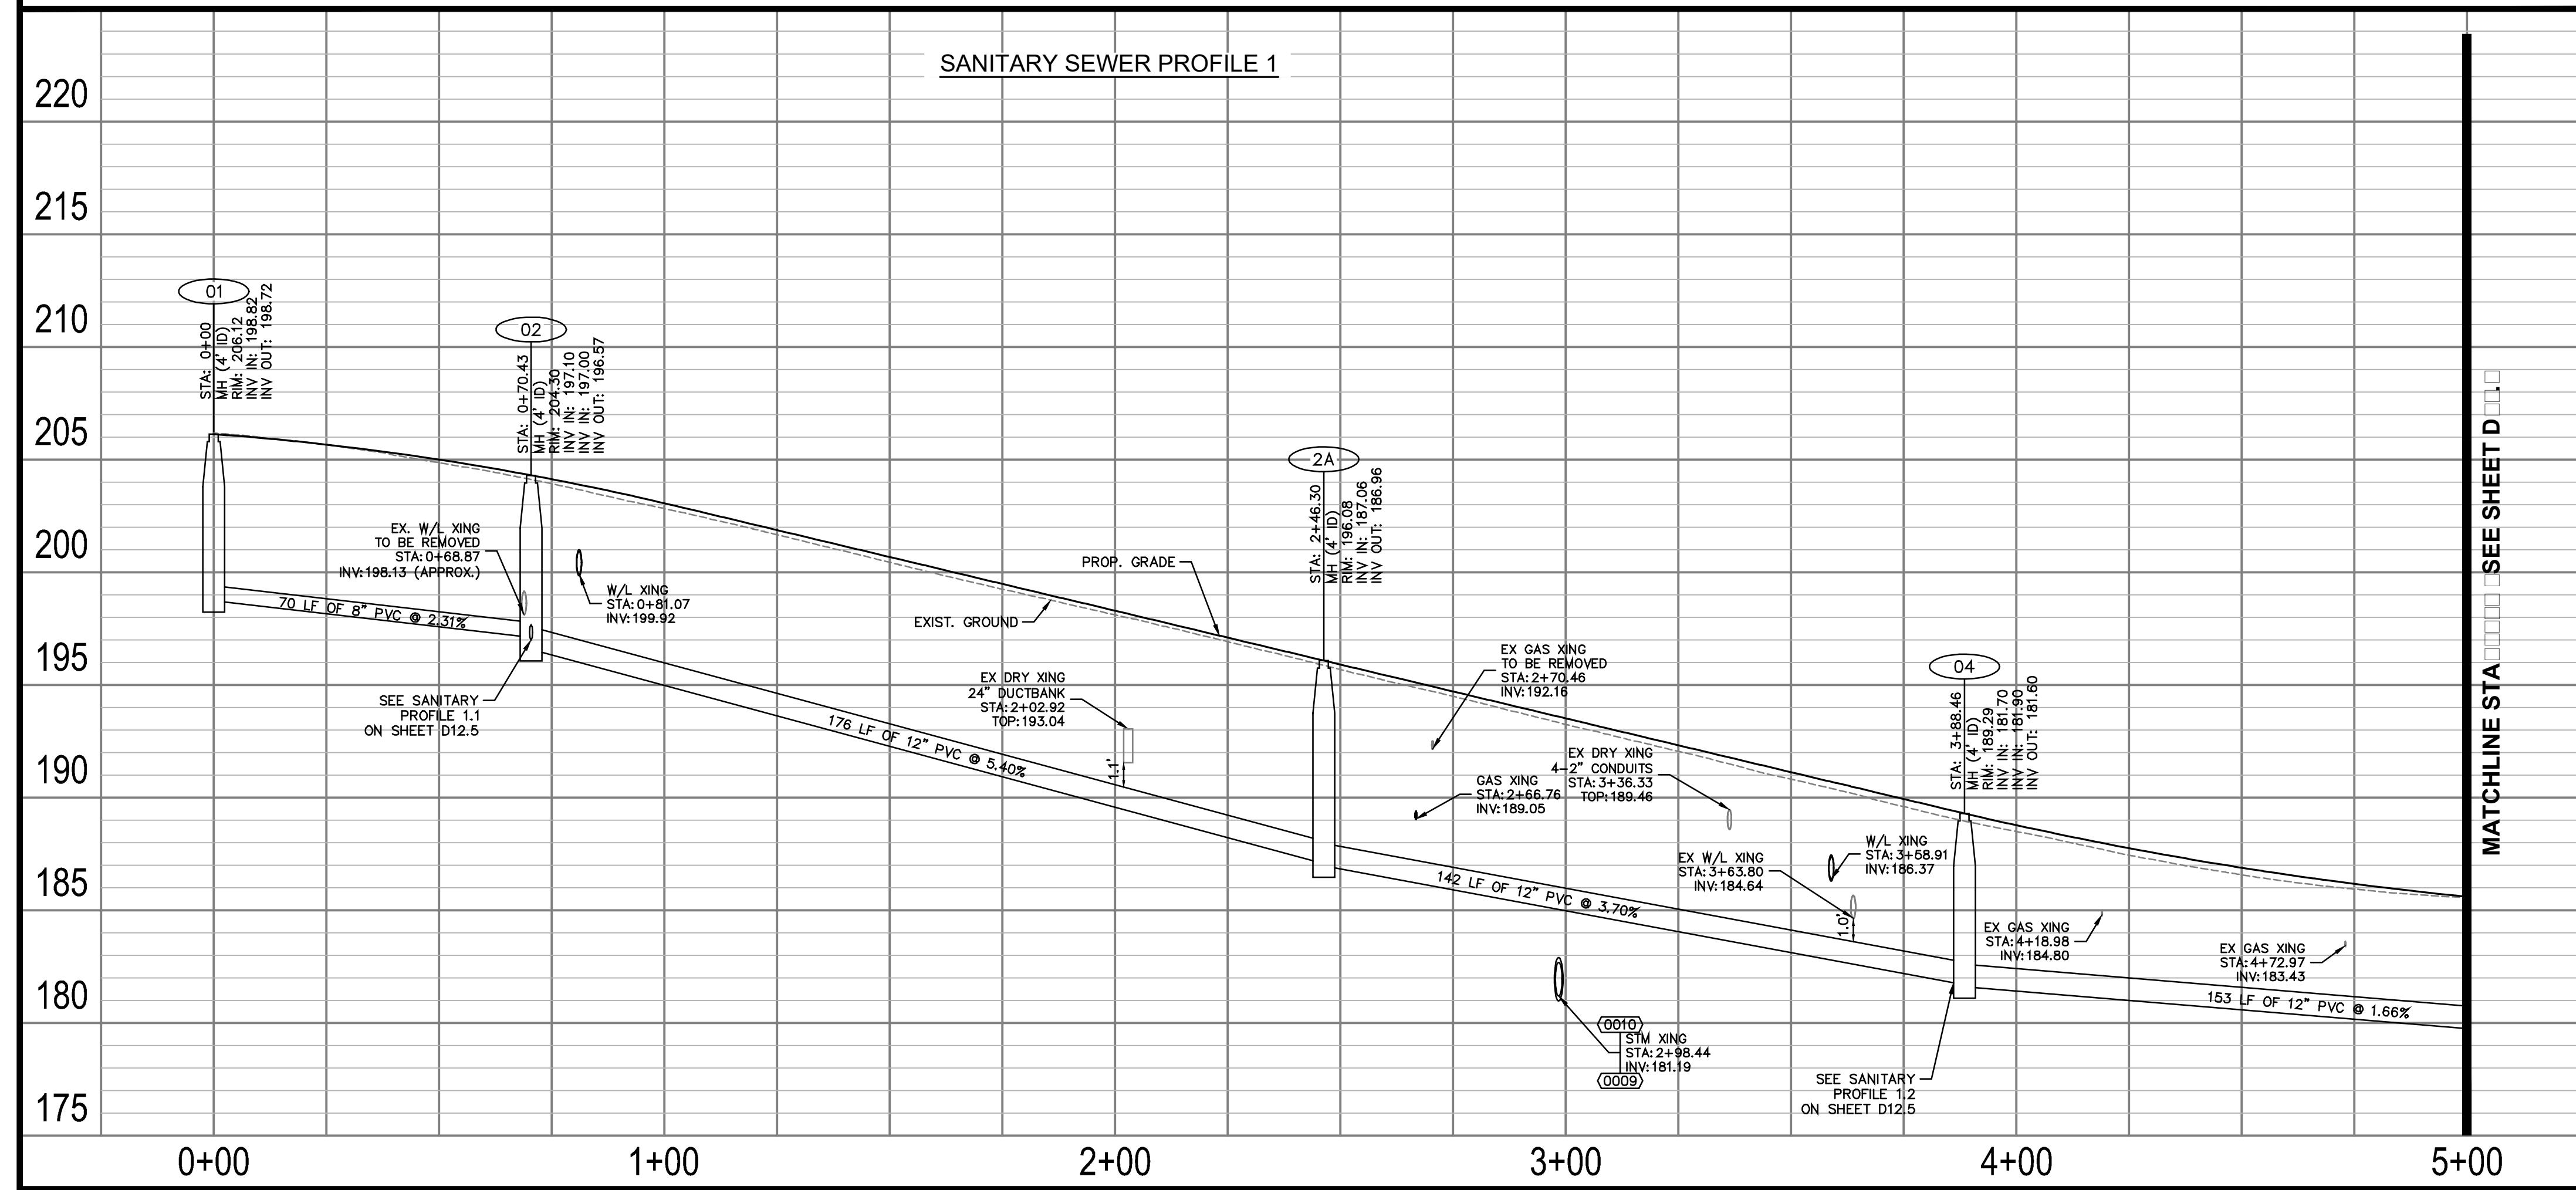 SANITARY SEWER PROFILE 1
220
215
210
205
200
195
190
185
180
175
01
STA: 0+00
MH (4' ID)
RIM: 206.12
INV IN: 198.82
INV OUT: 198.72
02
STA: 0+70.43
MH (4' ID)
RIM: 204.30
INV IN: 197.10
INV IN: 197.00
INV OUT: 196.57
EX. W/L XING
TO BE REMOVED
STA:0+68.87
INV:198.13 (APPROX.)
W/L XING
STA:0+81.07
INV:199.92
70 LF OF 8" PVC @ 2.31%
SEE SANITARY
PROFILE 1.1
ON SHEET D12.5
176 LF OF 12" PVC @ 5.40%
EXIST. GROUND
PROP. GRADE
EX DRY XING
24" DUCTBANK
STA:2+02.92
TOP:193.04
1.1'
2A
STA: 2+46.30
MH (4' ID)
RIM: 196.08
INV IN: 187.06
INV OUT: 186.96
EX GAS XING
TO BE REMOVED
STA:2+70.46
INV:192.16
GAS XING
STA:2+66.76
INV:189.05
EX DRY XING
4-2" CONDUITS
STA:3+36.33
TOP:189.46
142 LF OF 12" PVC @ 3.70%
EX W/L XING
STA:3+63.80
INV:184.64
1.0'
W/L XING
STA:3+58.91
INV:186.37
0010
STM XING
STA:2+98.44
INV:181.19
0009
04
STA: 3+88.46
MH (4' ID)
RIM: 189.29
INV IN: 181.70
INV IN: 181.90
INV OUT: 181.60
EX GAS XING
STA:4+18.98
INV:184.80
EX GAS XING
STA:4+72.97
INV:183.43
153 LF OF 12" PVC @ 1.66%
SEE SANITARY
PROFILE 1.2
ON SHEET D12.5
MATCHLINE STA□□□□□ □SEE SHEET D□□.□
0+00
1+00
2+00
3+00
4+00
5+00